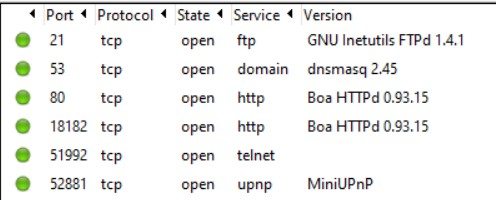 Port Protocol State Service Version
21 tcp open ftp GNU Inetutils FTPd 1.4.1
53 tcp open domain dnsmasq 2.45
80 tcp open http Boa HTTPd 0.93.15
18182 tcp open http Boa HTTPd 0.93.15
51992 tcp open telnet
52881 tcp open upnp MiniUPnP